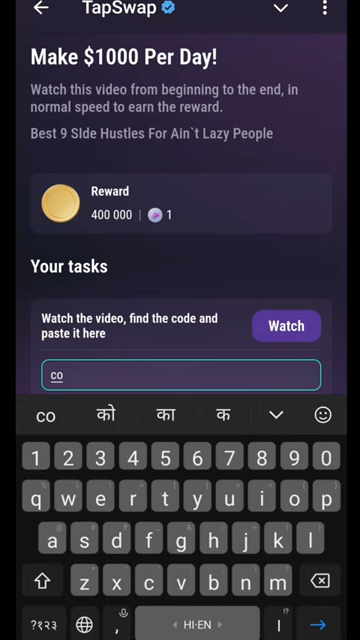 TapSwap
Make $1000 Per Day!
Watch this video from beginning to the end, in
normal speed to earn the reward.
Best 9 SIde Hustles For Ain`t Lazy People
Reward
400 000 | 1
Your tasks
Watch the video, find the code and
paste it here
Watch
co
co को का क
1 2 3 4 5 6 7 8 9 0
q w e r t y u i o p
a s d f g h j k l
z x c v b n m
?१२३ , HI·EN । !?